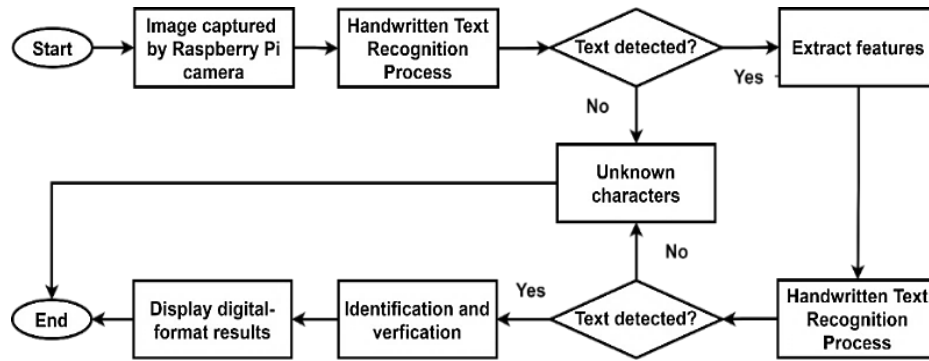 Start
Image captured
by Raspberry Pi
camera
Handwritten Text
Recognition
Process
Text detected?
Yes
Extract features
No
Unknown
characters
No
Handwritten Text
Recognition
Process
Text detected?
Yes
Identification and
verfication
Display digital-
format results
End